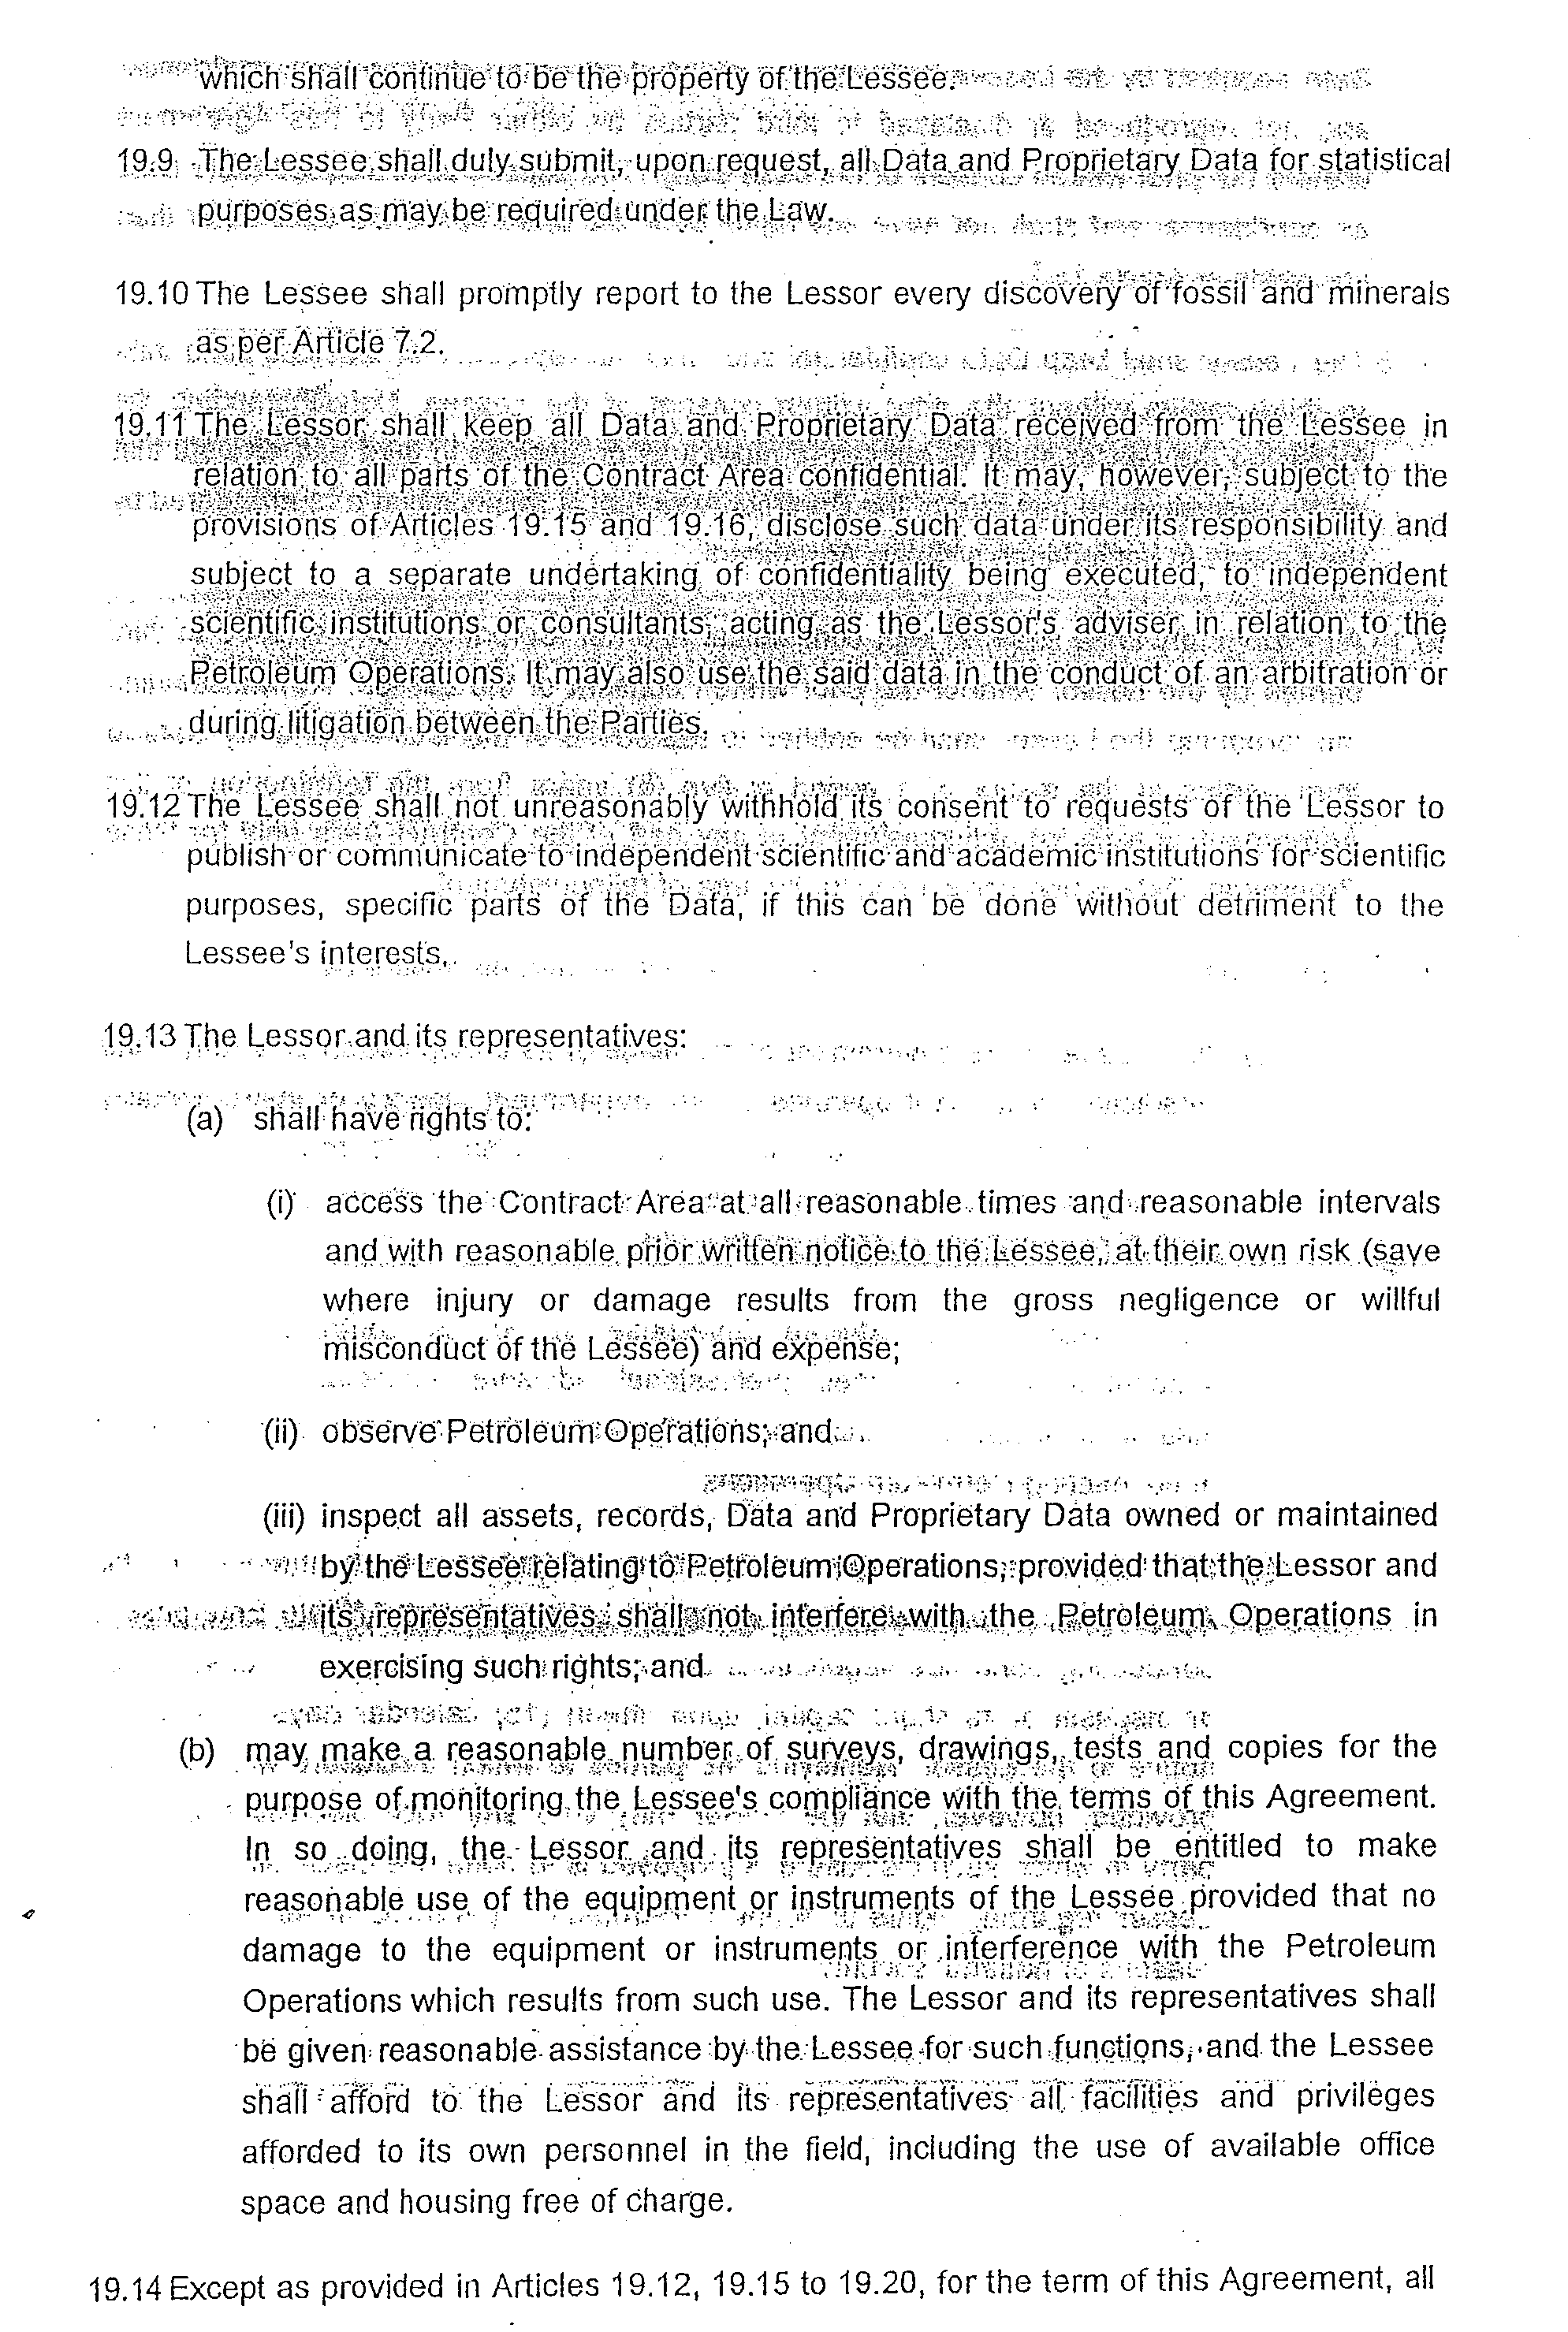 which shall continue to be the property of the Lessee.
19.9 The Lessee shall duly submit, upon request, all Data and Proprietary Data for statistical
purposes as may be required under the Law.
19.10 The Lessee shall promptly report to the Lessor every discovery of fossil and minerals
as per Article 7.2.
19.11 The Lessor shall keep all Data and Proprietary Data received from the Lessee in
relation to all parts of the Contract Area confidential. It may, however, subject to the
provisions of Articles 19.15 and 19.16, disclose such data under its responsibility and
subject to a separate undertaking of confidentiality being executed, to independent
scientific institutions or consultants, acting as the Lessor's adviser in relation to the
Petroleum Operations. It may also use the said data in the conduct of an arbitration or
during litigation between the Parties.
19.12 The Lessee shall not unreasonably withhold its consent to requests of the Lessor to
publish or communicate to independent scientific and academic institutions for scientific
purposes, specific parts of the Data, if this can be done without detriment to the
Lessee's interests.
19.13 The Lessor and its representatives:
(a) shall have rights to:
(i) access the Contract Area at all reasonable times and reasonable intervals
and with reasonable prior written notice to the Lessee, at their own risk (save
where injury or damage results from the gross negligence or willful
misconduct of the Lessee) and expense;
(ii) observe Petroleum Operations; and
(iii) inspect all assets, records, Data and Proprietary Data owned or maintained
by the Lessee relating to Petroleum Operations, provided that the Lessor and
its representatives shall not interfere with the Petroleum Operations in
exercising such rights; and
(b) may make a reasonable number of surveys, drawings, tests and copies for the
purpose of monitoring the Lessee's compliance with the terms of this Agreement.
In so doing, the Lessor and its representatives shall be entitled to make
reasonable use of the equipment or instruments of the Lessee provided that no
damage to the equipment or instruments or interference with the Petroleum
Operations which results from such use. The Lessor and its representatives shall
be given reasonable assistance by the Lessee for such functions, and the Lessee
shall afford to the Lessor and its representatives all facilities and privileges
afforded to its own personnel in the field, including the use of available office
space and housing free of charge.
19.14 Except as provided in Articles 19.12, 19.15 to 19.20, for the term of this Agreement, all